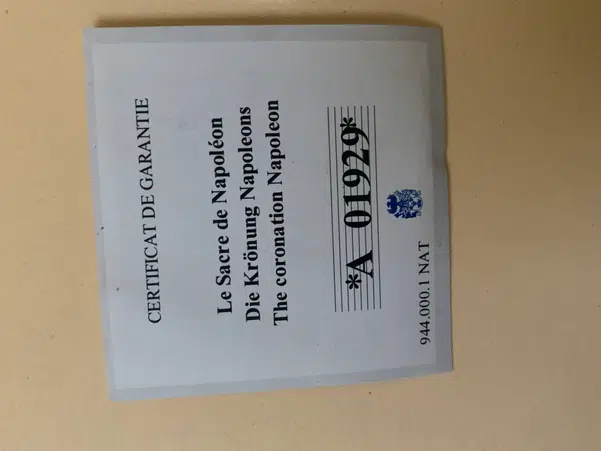 CERTIFICAT DE GARANTIE
Le Sacre de Napoléon
Die Krönung Napoleons
The coronation Napoleon
*A 01929*
944.000.1 NAT